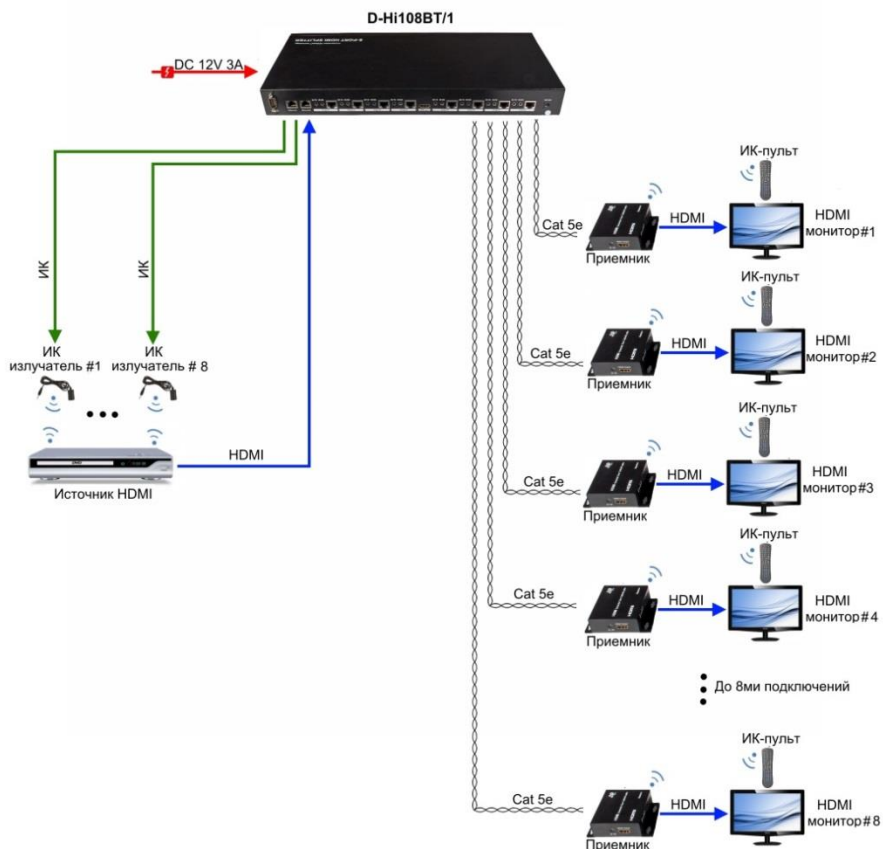 D-Hi108BT/1
DC 12V 3A
ИК
ИК
ИК
излучатель #1
ИК
излучатель # 8
HDMI
Источник HDMI
ИК-пульт
Cat 5e
HDMI
HDMI
монитор#1
Приемник
ИК-пульт
Cat 5e
HDMI
HDMI
монитор#2
Приемник
ИК-пульт
Cat 5e
HDMI
HDMI
монитор#3
Приемник
ИК-пульт
Cat 5e
HDMI
HDMI
монитор#4
Приемник
До 8ми подключений
ИК-пульт
Cat 5e
HDMI
HDMI
монитор#8
Приемник